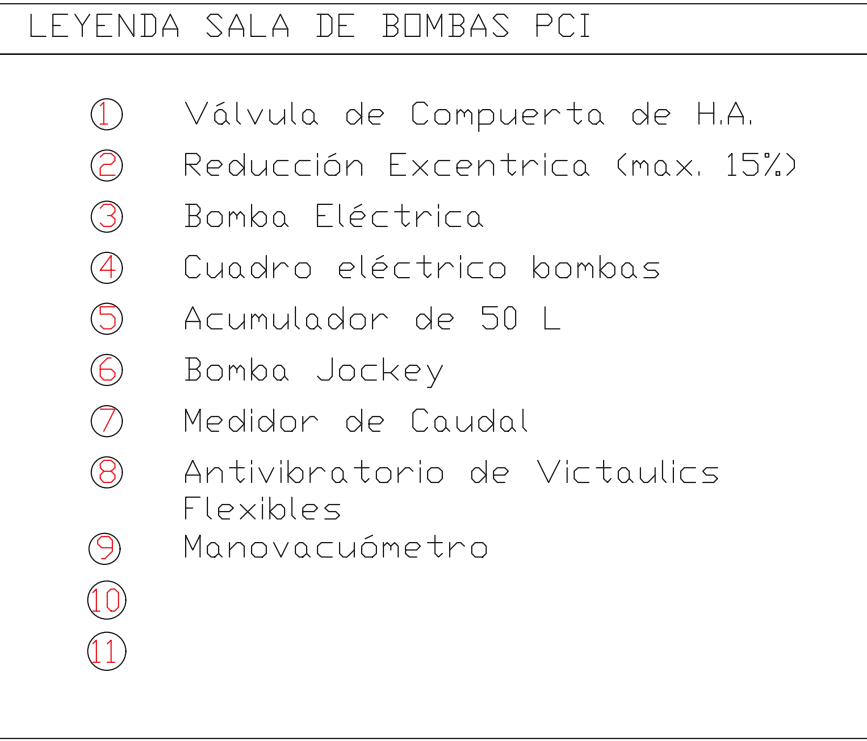 LEYENDA SALA DE BOMBAS PCI
1 Válvula de Compuerta de H.A.
2 Reducción Excentrica (max. 15%)
3 Bomba Eléctrica
4 Cuadro eléctrico bombas
5 Acumulador de 50 L
6 Bomba Jockey
7 Medidor de Caudal
8 Antivibratorio de Victaulics
Flexibles
9 Manovacuómetro
10
11